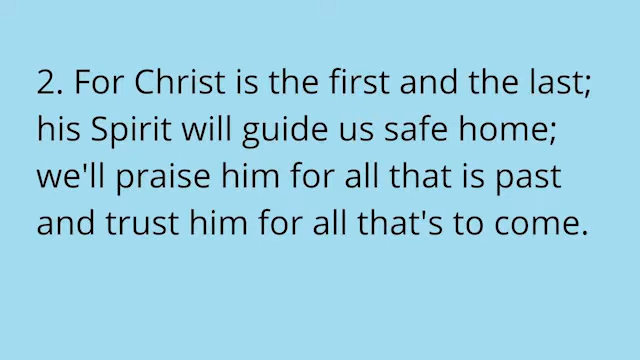 2. For Christ is the first and the last;
his Spirit will guide us safe home;
we'll praise him for all that is past
and trust him for all that's to come.